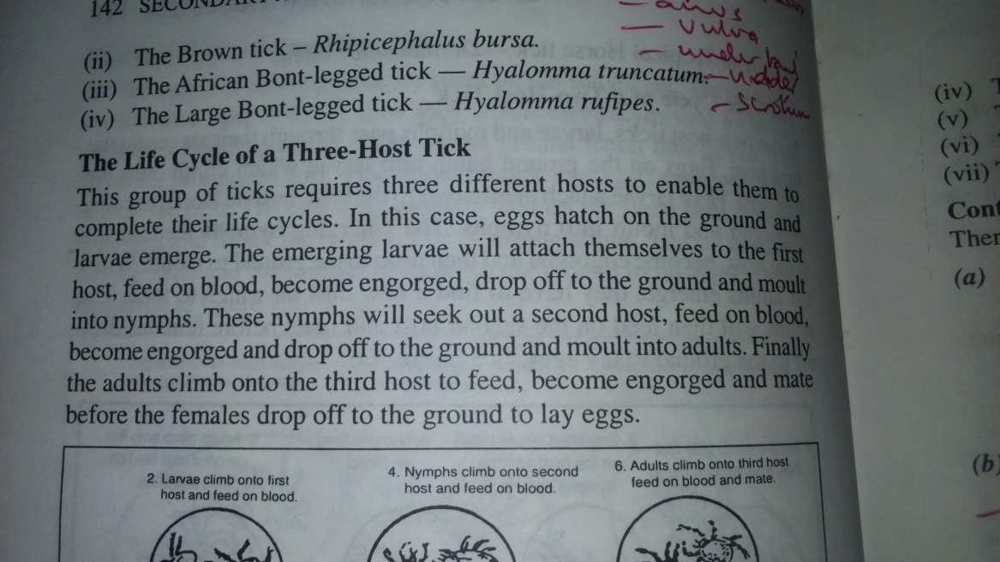 142 SECONDARY
— anus
— vulva
— under tail
— udder
— Scrotum
(ii) The Brown tick – Rhipicephalus bursa.
(iii) The African Bont-legged tick — Hyalomma truncatum.
(iv) The Large Bont-legged tick — Hyalomma rufipes.
The Life Cycle of a Three-Host Tick
This group of ticks requires three different hosts to enable them to
complete their life cycles. In this case, eggs hatch on the ground and
larvae emerge. The emerging larvae will attach themselves to the first
host, feed on blood, become engorged, drop off to the ground and moult
into nymphs. These nymphs will seek out a second host, feed on blood,
become engorged and drop off to the ground and moult into adults. Finally
the adults climb onto the third host to feed, become engorged and mate
before the females drop off to the ground to lay eggs.
2. Larvae climb onto first
host and feed on blood.
4. Nymphs climb onto second
host and feed on blood.
6. Adults climb onto third host
feed on blood and mate.
(iv)
(v)
(vi)
(vii)
(a)
(b)